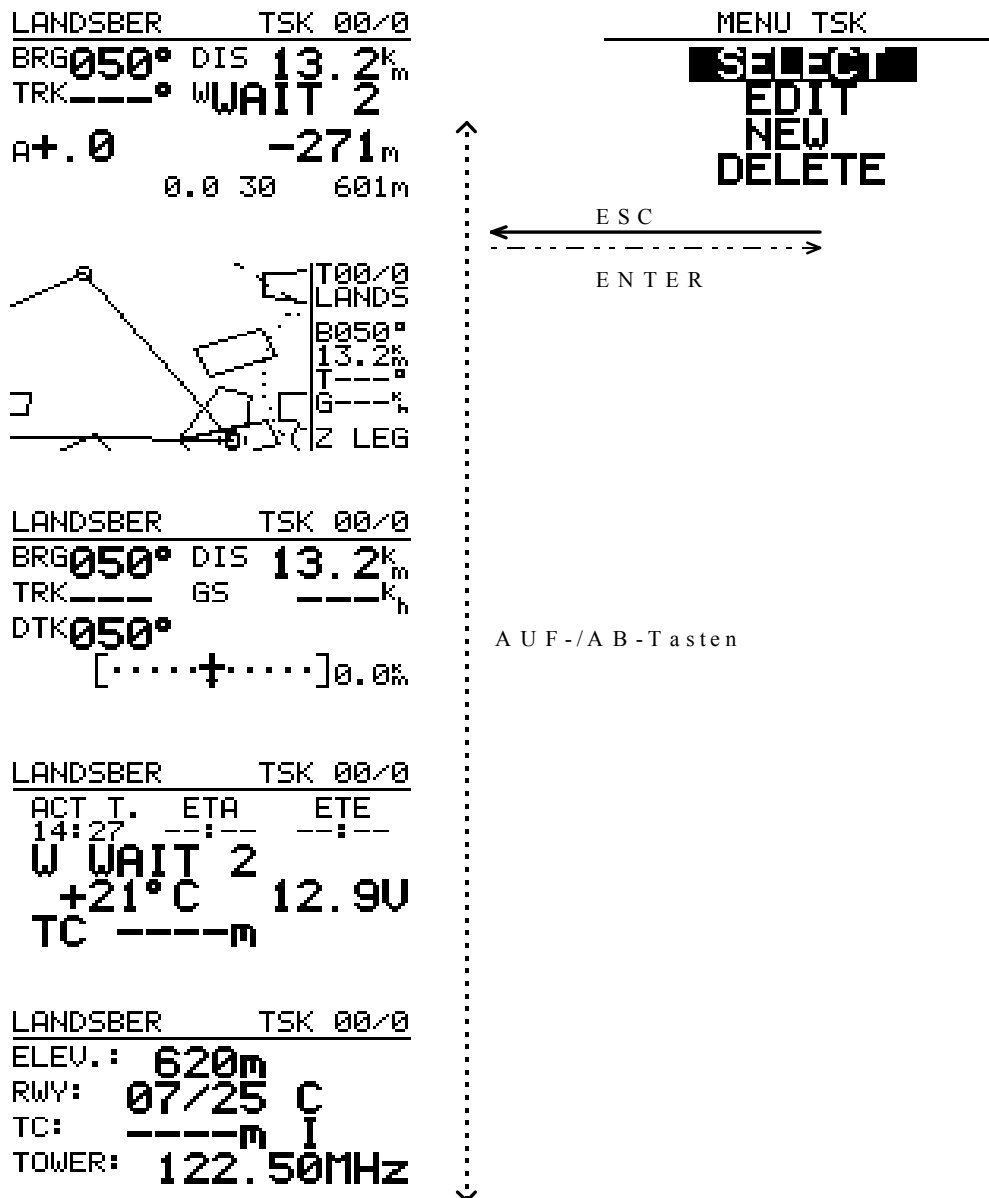 LANDSBER TSK 00/0
BRG050° DIS 13.2km
TRK---° WWAIT 2
A+.0 -271m
0.0 30 601m
MENU TSK
SELECT
EDIT
NEW
DELETE
ESC
ENTER
T00/0
LANDS
B050°
13.2km
T---°
G---kh
Z LEG
LANDSBER TSK 00/0
BRG050° DIS 13.2km
TRK--- GS ---kh
DTK050°
[·····+·····]0.0km
AUF-/AB-Tasten
LANDSBER TSK 00/0
ACT T. ETA ETE
14:27 --:-- --:--
W WAIT 2
+21°C 12.9V
TC ----m
LANDSBER TSK 00/0
ELEV.: 620m
RWY: 07/25 C
TC: ----m I
TOWER: 122.50MHz